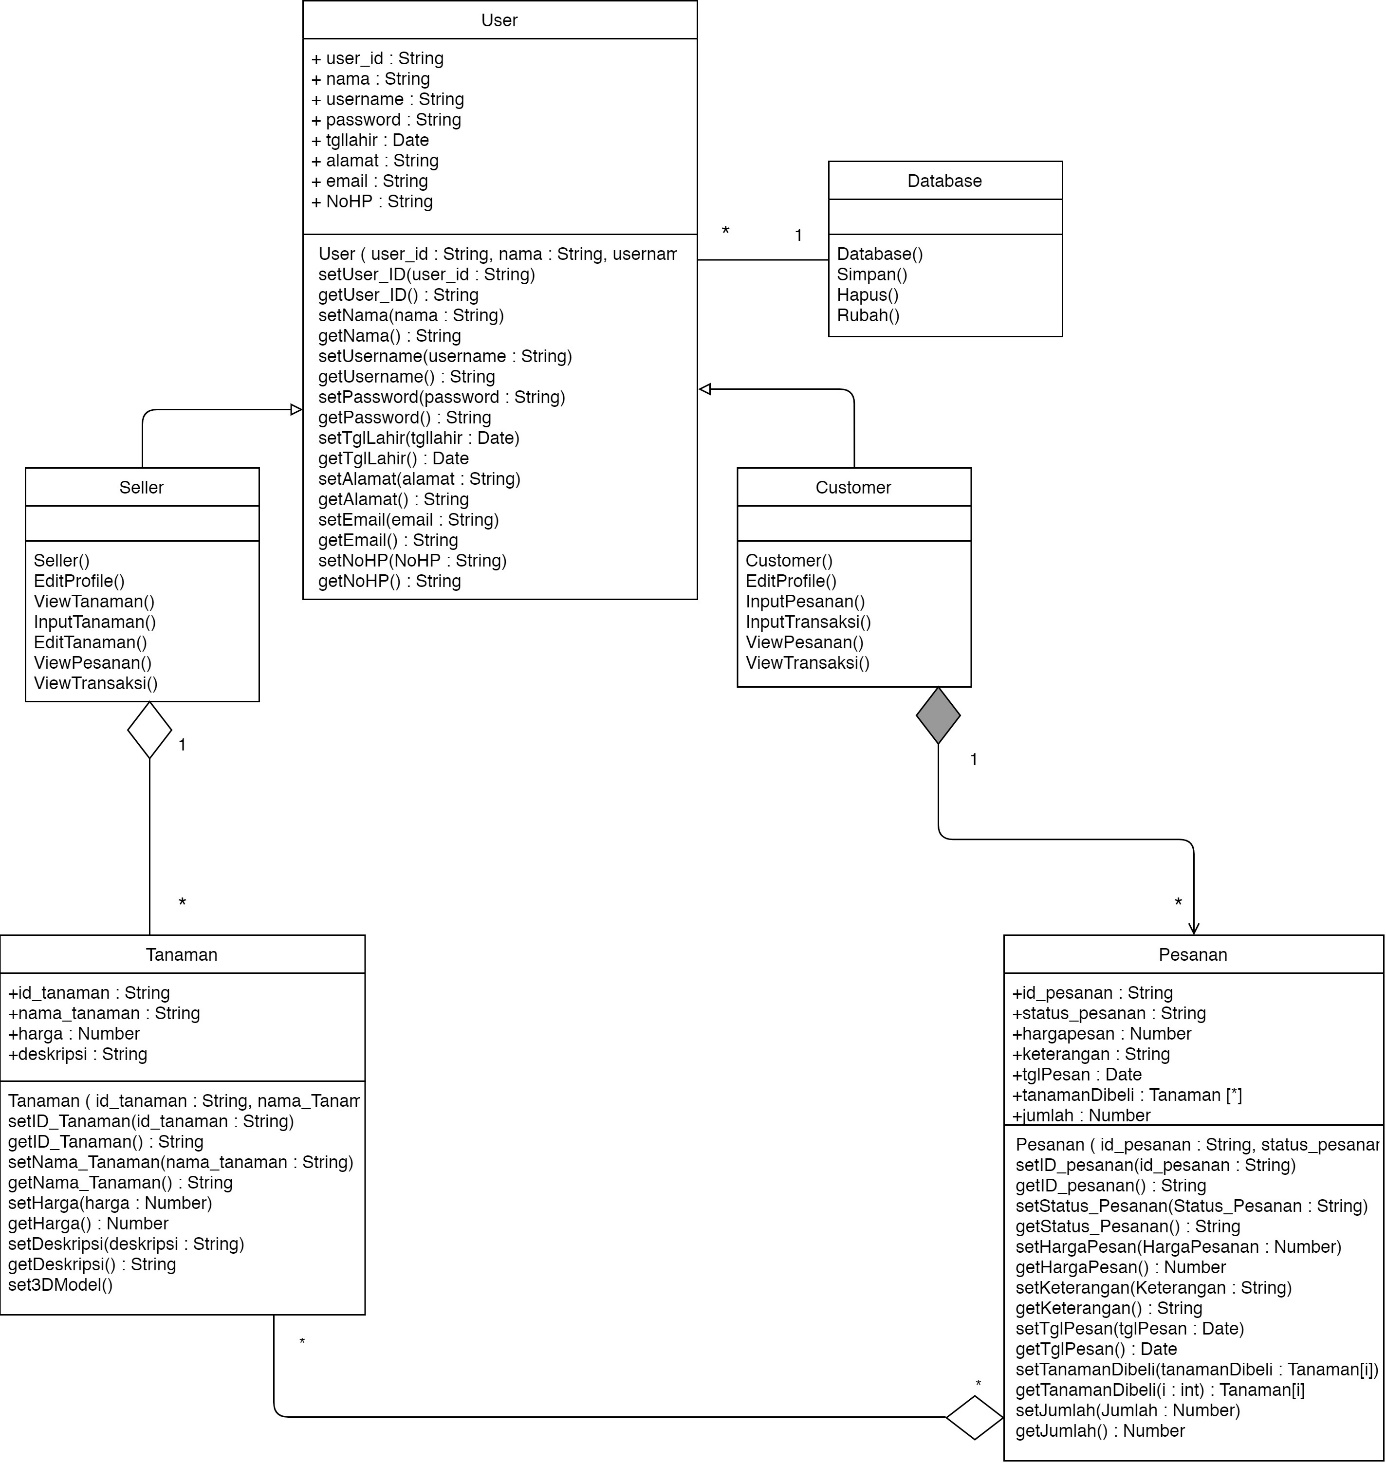 User
+ user_id : String
+ nama : String
+ username : String
+ password : String
+ tgllahir : Date
+ alamat : String
+ email : String
+ NoHP : String
User ( user_id : String, nama : String, usernam
setUser_ID(user_id : String)
getUser_ID() : String
setNama(nama : String)
getNama() : String
setUsername(username : String)
getUsername() : String
setPassword(password : String)
getPassword() : String
setTglLahir(tgllahir : Date)
getTglLahir() : Date
setAlamat(alamat : String)
getAlamat() : String
setEmail(email : String)
getEmail() : String
setNoHP(NoHP : String)
getNoHP() : String
* 1
Database
Database()
Simpan()
Hapus()
Rubah()
Seller
Seller()
EditProfile()
ViewTanaman()
InputTanaman()
EditTanaman()
ViewPesanan()
ViewTransaksi()
1
*
Customer
Customer()
EditProfile()
InputPesanan()
InputTransaksi()
ViewPesanan()
ViewTransaksi()
1
*
Tanaman
+id_tanaman : String
+nama_tanaman : String
+harga : Number
+deskripsi : String
Tanaman ( id_tanaman : String, nama_Tanam
setID_Tanaman(id_tanaman : String)
getID_Tanaman() : String
setNama_Tanaman(nama_tanaman : String)
getNama_Tanaman() : String
setHarga(harga : Number)
getHarga() : Number
setDeskripsi(deskripsi : String)
getDeskripsi() : String
set3DModel()
*
*
Pesanan
+id_pesanan : String
+status_pesanan : String
+hargapesan : Number
+keterangan : String
+tglPesan : Date
+tanamanDibeli : Tanaman [*]
+jumlah : Number
Pesanan ( id_pesanan : String, status_pesanan
setID_pesanan(id_pesanan : String)
getID_pesanan() : String
setStatus_Pesanan(Status_Pesanan : String)
getStatus_Pesanan() : String
setHargaPesan(HargaPesanan : Number)
getHargaPesan() : Number
setKeterangan(Keterangan : String)
getKeterangan() : String
setTglPesan(tglPesan : Date)
getTglPesan() : Date
setTanamanDibeli(tanamanDibeli : Tanaman[i])
getTanamanDibeli(i : int) : Tanaman[i]
setJumlah(Jumlah : Number)
getJumlah() : Number